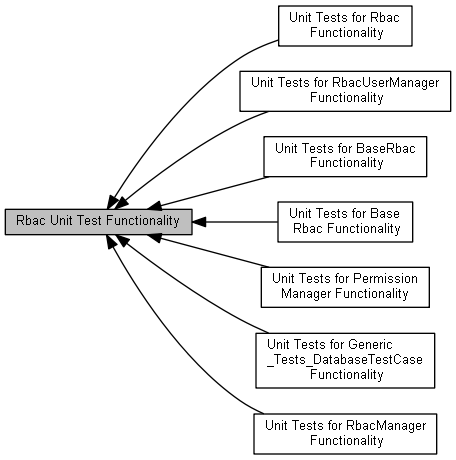 Unit Tests for Rbac
Functionality
Unit Tests for RbacUserManager
Functionality
Unit Tests for BaseRbac
Functionality
Rbac Unit Test Functionality
Unit Tests for Base
Rbac Functionality
Unit Tests for Permission
Manager Functionality
Unit Tests for Generic
_Tests_DatabaseTestCase
Functionality
Unit Tests for RbacManager
Functionality